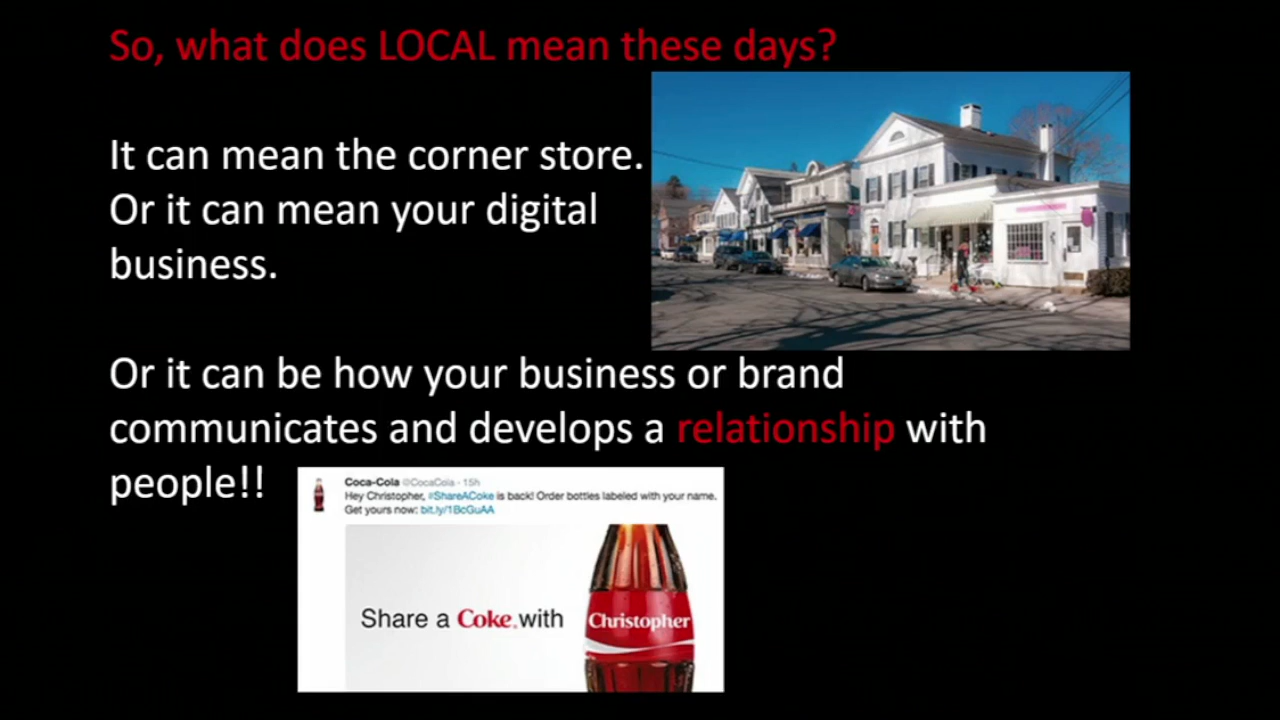 So, what does LOCAL mean these days?
It can mean the corner store.
Or it can mean your digital
business.
Or it can be how your business or brand
communicates and develops a relationship with
people!!
Coca-Cola @CocaCola · 15h
Hey Christopher, #ShareACoke is back! Order bottles labeled with your name.
Get yours now: bit.ly/1BcGuAA
Share a Coke with
Christopher